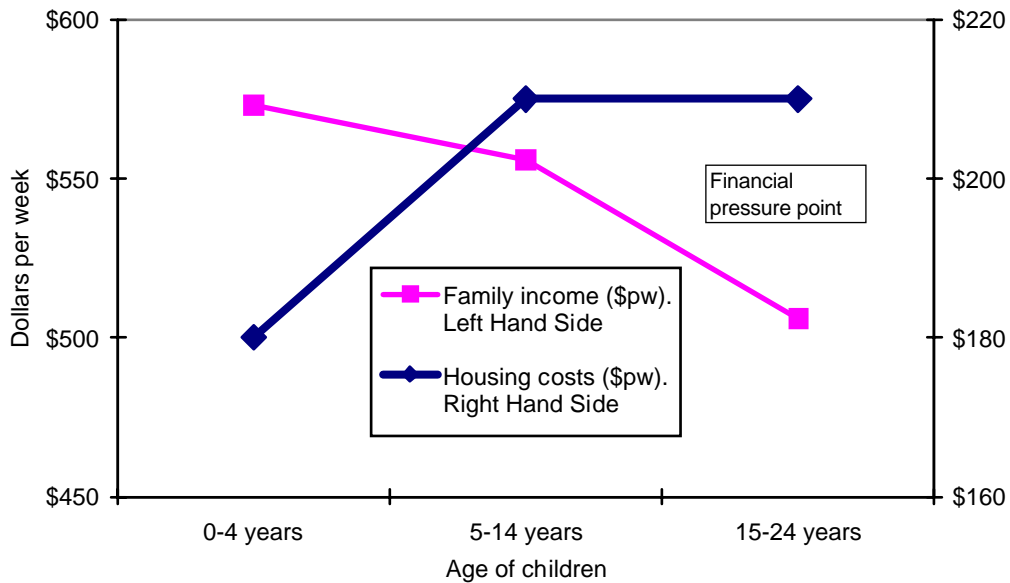 $600
$550
$500
$450
Dollars per week
$220
$200
$180
$160
Financial
pressure point
Family income ($pw).
Left Hand Side
Housing costs ($pw).
Right Hand Side
0-4 years
5-14 years
15-24 years
Age of children